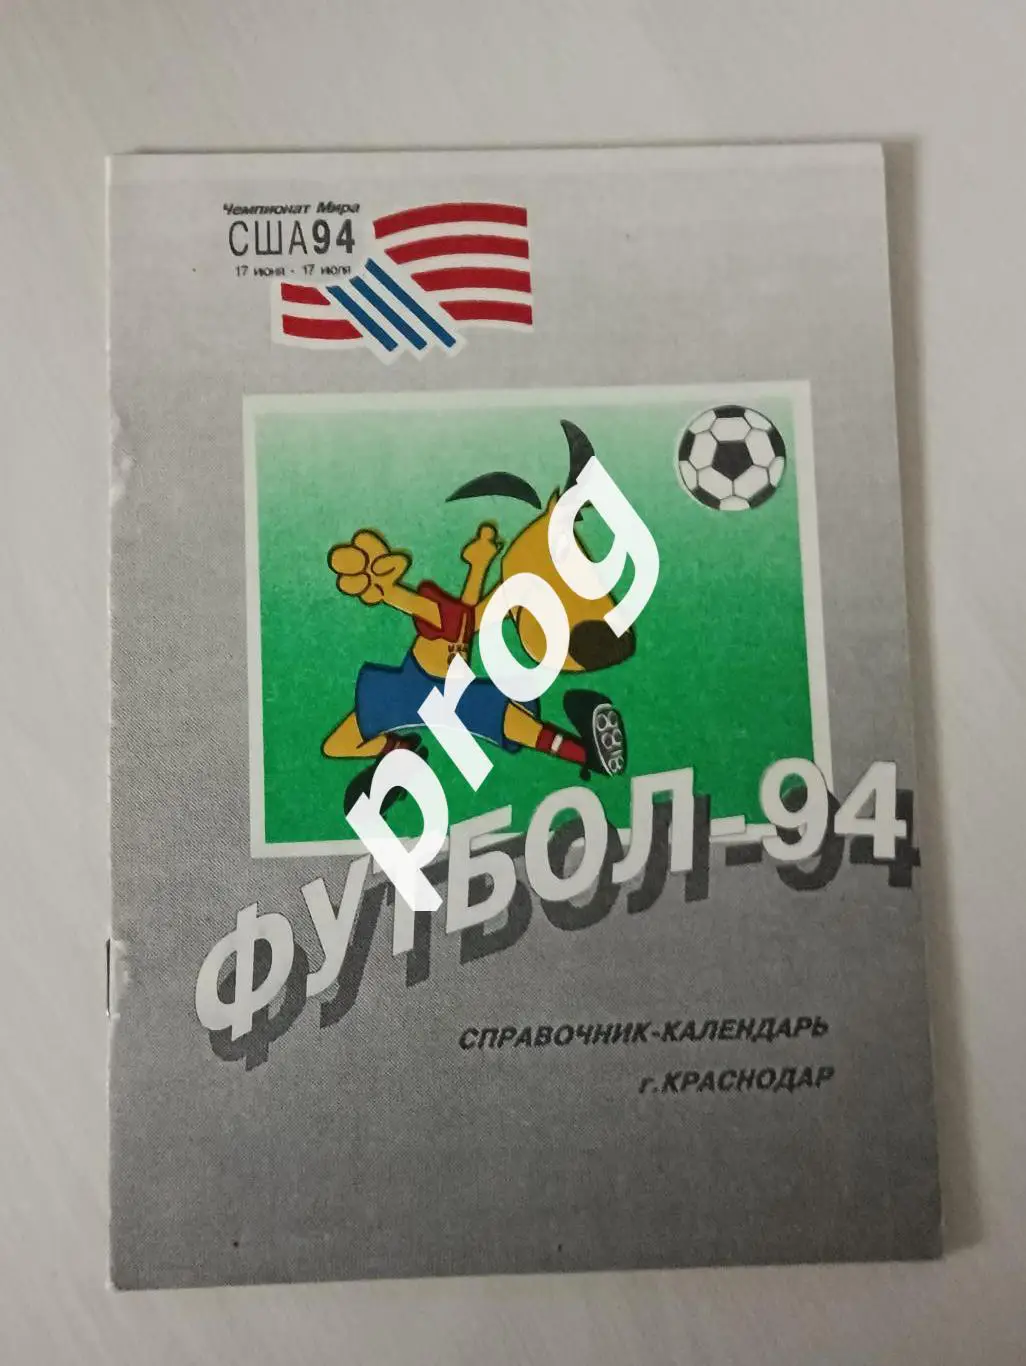 Чемпионат Мира
США94
17 июня - 17 июля
prog
ФУТБОЛ-94
СПРАВОЧНИК-КАЛЕНДАРЬ
г.КРАСНОДАР